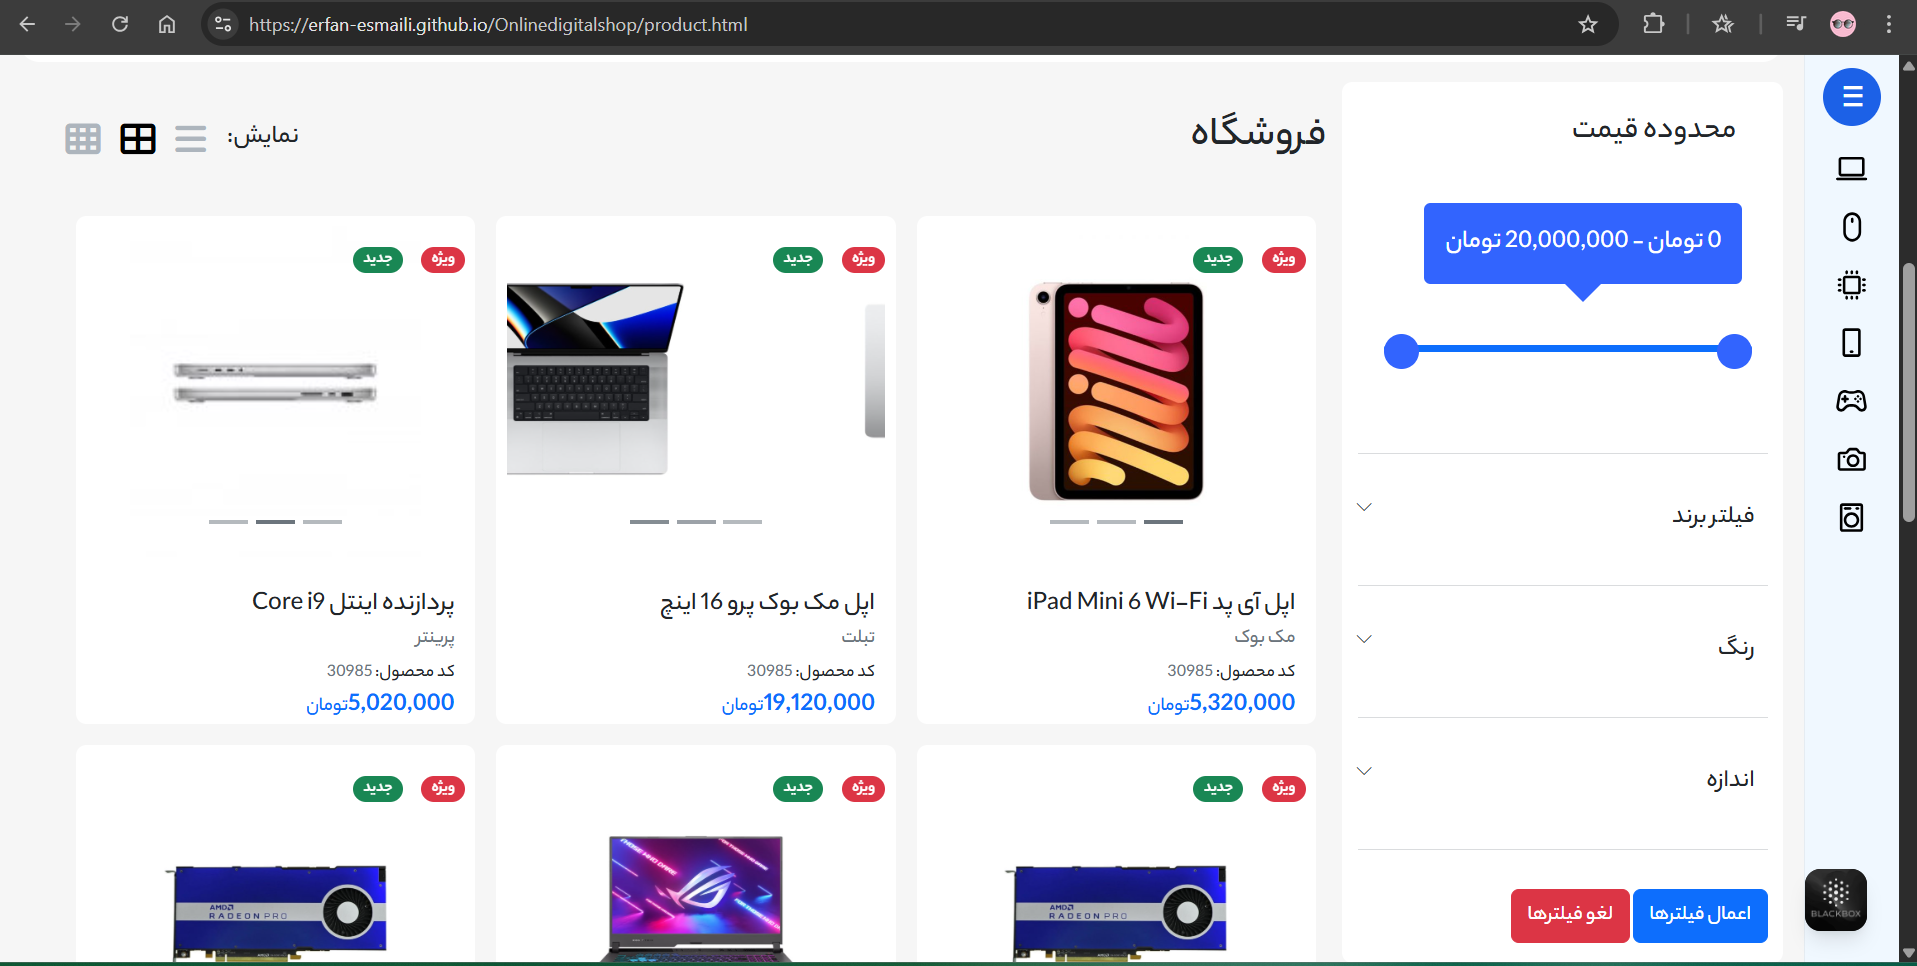 https://erfan-esmaili.github.io/Onlinedigitalshop/product.html
محدوده قیمت
0 تومان - 20,000,000 تومان
فیلتر برند
رنگ
اندازه
اعمال فیلترها
لغو فیلترها
فروشگاه
نمایش:
ویژه
جدید
اپل آی پد iPad Mini 6 Wi-Fi
مک بوک
کد محصول: 30985
5,320,000تومان
ویژه
جدید
اپل مک بوک پرو 16 اینچ
تبلت
کد محصول: 30985
19,120,000تومان
ویژه
جدید
پردازنده اینتل Core i9
پرینتر
کد محصول: 30985
5,020,000تومان
ویژه
جدید
AMD
RADEON PRO
ویژه
جدید
ویژه
جدید
AMD
RADEON PRO
BLACKBOX